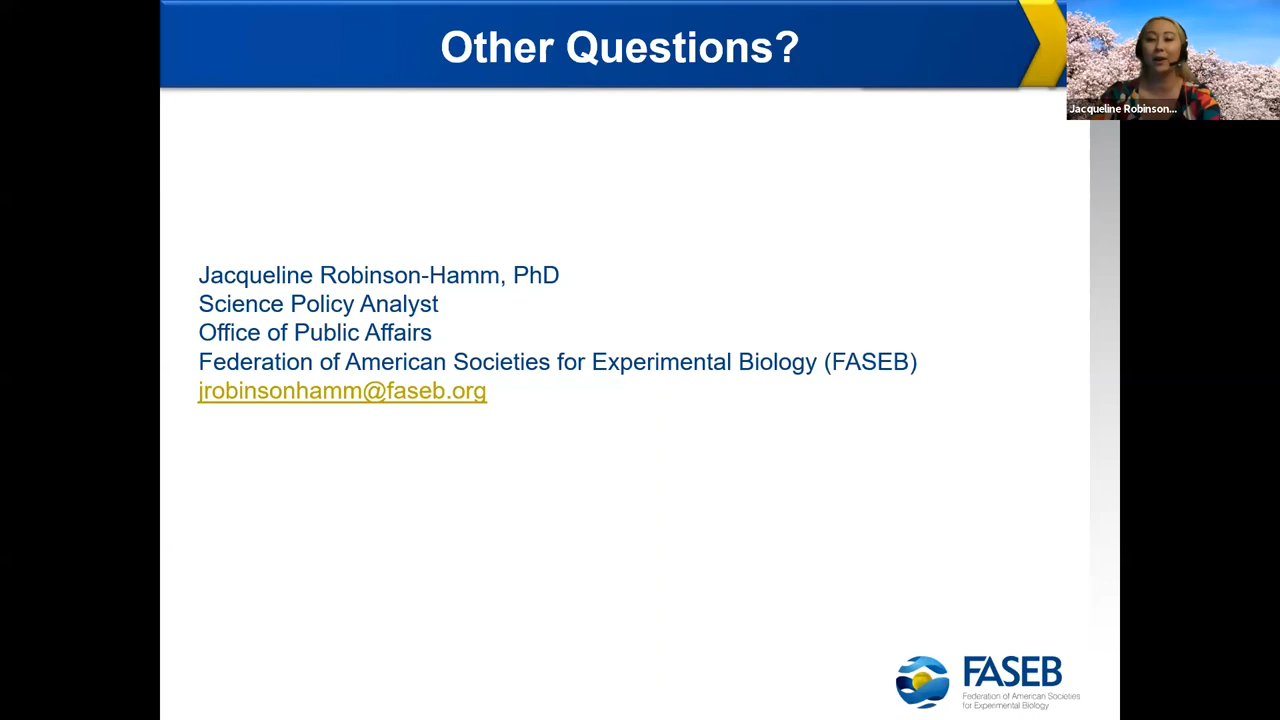 Other Questions?
Jacqueline Robinson...
Jacqueline Robinson-Hamm, PhD
Science Policy Analyst
Office of Public Affairs
Federation of American Societies for Experimental Biology (FASEB)
jrobinsonhamm@faseb.org
FASEB
Federation of American Societies
for Experimental Biology